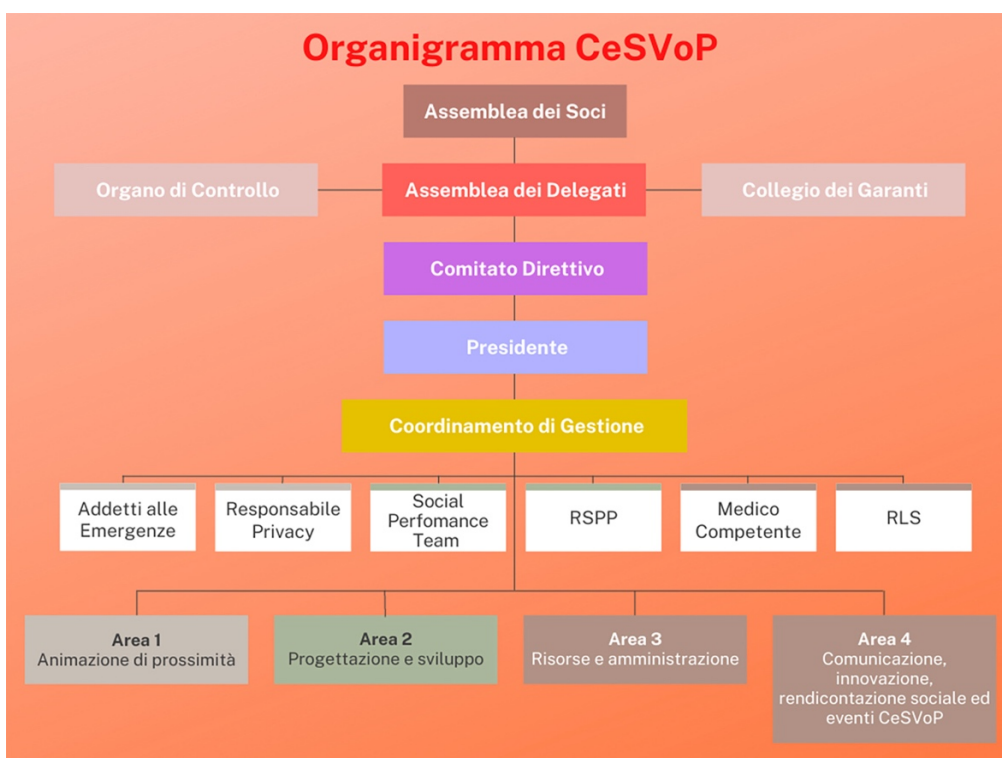 Organigramma CeSVoP
Assemblea dei Soci
Organo di Controllo
Assemblea dei Delegati
Collegio dei Garanti
Comitato Direttivo
Presidente
Coordinamento di Gestione
Addetti alle
Emergenze
Responsabile
Privacy
Social
Perfomance
Team
RSPP
Medico
Competente
RLS
Area 1
Animazione di prossimità
Area 2
Progettazione e sviluppo
Area 3
Risorse e amministrazione
Area 4
Comunicazione,
innovazione,
rendicontazione sociale ed
eventi CeSVoP